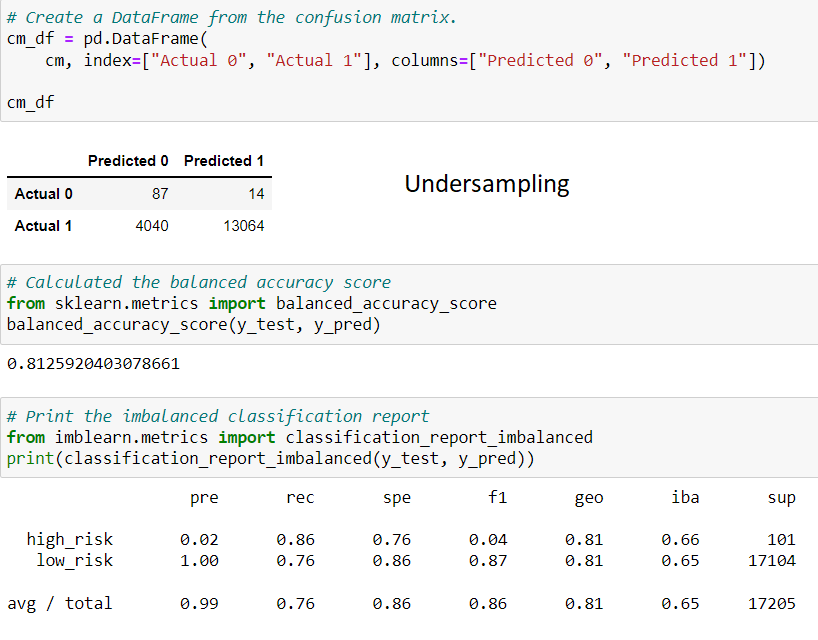 # Create a DataFrame from the confusion matrix.
cm_df = pd.DataFrame(
    cm, index=["Actual 0", "Actual 1"], columns=["Predicted 0", "Predicted 1"])
cm_df
Predicted 0 Predicted 1
Actual 0 87 14
Undersampling
Actual 1 4040 13064
# Calculated the balanced accuracy score
from sklearn.metrics import balanced_accuracy_score
balanced_accuracy_score(y_test, y_pred)
0.8125920403078661
# Print the imbalanced classification report
from imblearn.metrics import classification_report_imbalanced
print(classification_report_imbalanced(y_test, y_pred))
pre rec spe f1 geo iba sup
high_risk 0.02 0.86 0.76 0.04 0.81 0.66 101
low_risk 1.00 0.76 0.86 0.87 0.81 0.65 17104
avg / total 0.99 0.76 0.86 0.86 0.81 0.65 17205